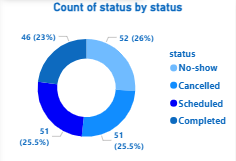 Count of status by status
46 (23%)
52 (26%)
status
No-show
Cancelled
Scheduled
Completed
51
(25.5%)
51
(25.5%)